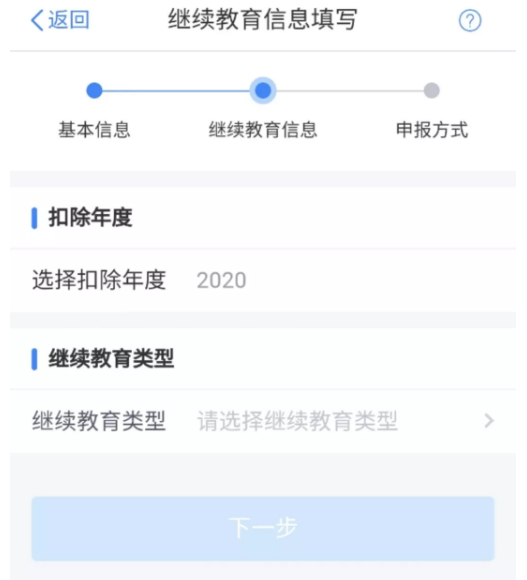 返回 继续教育信息填写
基本信息 继续教育信息 申报方式
扣除年度
选择扣除年度 2020
继续教育类型
继续教育类型 请选择继续教育类型
下一步